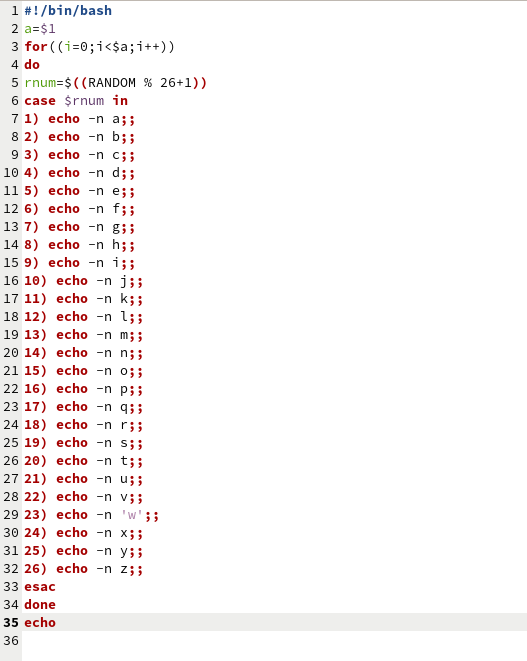 1 #!/bin/bash
2 a=$1
3 for((i=0;i<$a;i++))
4 do
5 rnum=$((RANDOM % 26+1))
6 case $rnum in
7 1) echo -n a;;
8 2) echo -n b;;
9 3) echo -n c;;
10 4) echo -n d;;
11 5) echo -n e;;
12 6) echo -n f;;
13 7) echo -n g;;
14 8) echo -n h;;
15 9) echo -n i;;
16 10) echo -n j;;
17 11) echo -n k;;
18 12) echo -n l;;
19 13) echo -n m;;
20 14) echo -n n;;
21 15) echo -n o;;
22 16) echo -n p;;
23 17) echo -n q;;
24 18) echo -n r;;
25 19) echo -n s;;
26 20) echo -n t;;
27 21) echo -n u;;
28 22) echo -n v;;
29 23) echo -n 'w';;
30 24) echo -n x;;
31 25) echo -n y;;
32 26) echo -n z;;
33 esac
34 done
35 echo
36